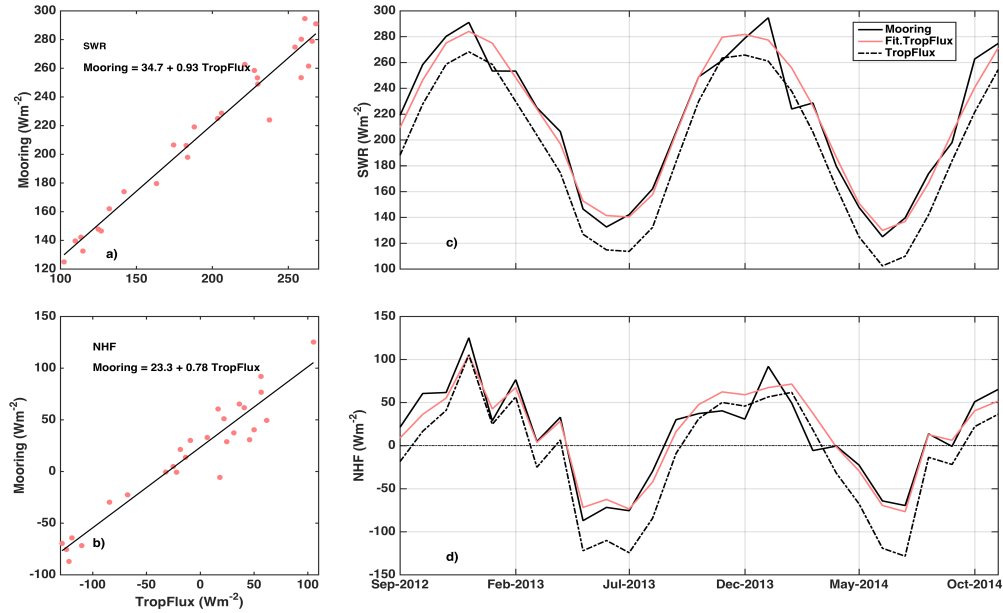 300
280
260
240
220
200
180
160
140
120
100
150
200
250
Mooring (Wm-2)
SWR
Mooring = 34.7 + 0.93 TropFlux
a)
300
280
260
240
220
200
180
160
140
120
100
SWR (Wm-2)
Mooring
Fit.TropFlux
TropFlux
c)
150
100
50
0
-50
-100
-100
-50
0
50
100
Mooring (Wm-2)
NHF
Mooring = 23.3 + 0.78 TropFlux
b)
TropFlux (Wm-2)
150
100
50
0
-50
-100
-150
NHF (Wm-2)
d)
Sep-2012
Feb-2013
Jul-2013
Dec-2013
May-2014
Oct-2014